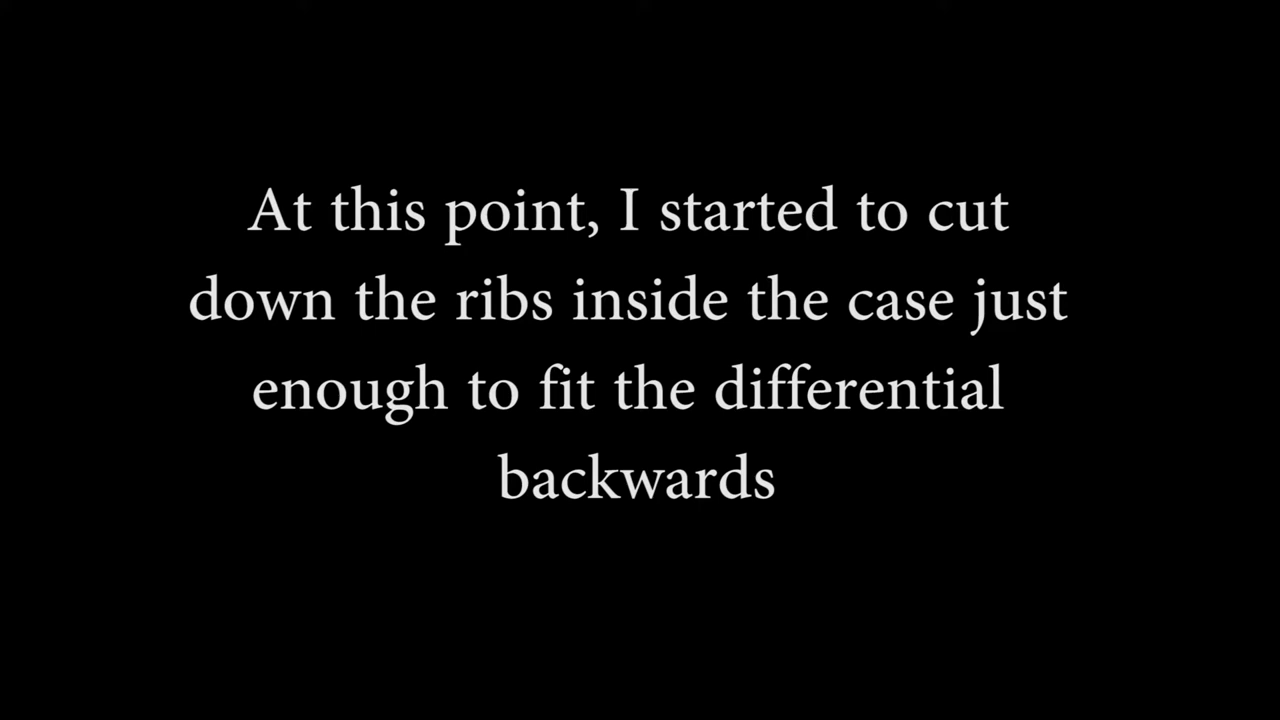 At this point, I started to cut
down the ribs inside the case just
enough to fit the differential
backwards